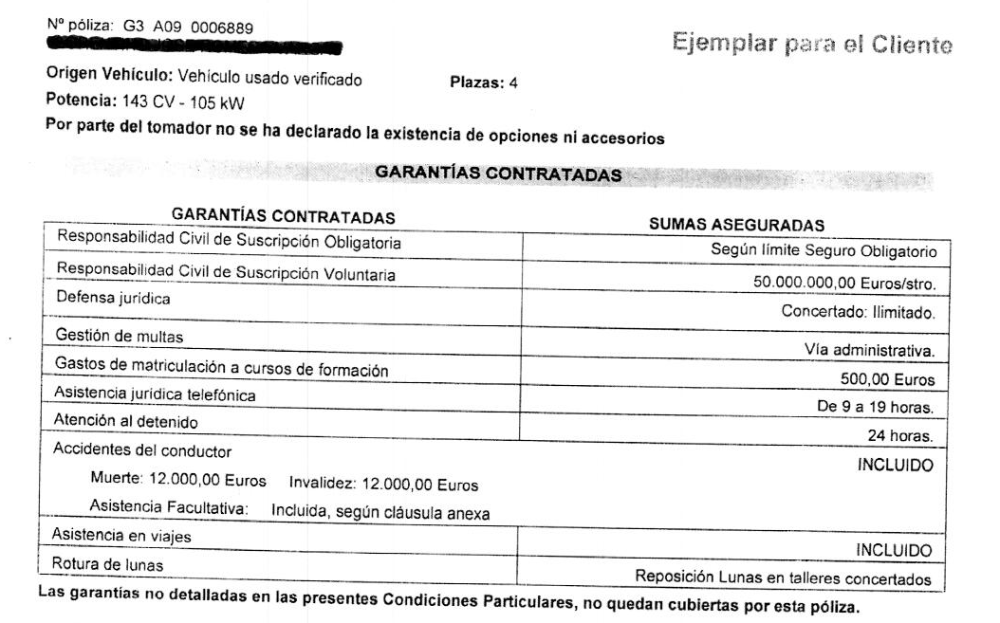 Nº póliza: G3 A09 0006889
Ejemplar para el Cliente
Origen Vehículo: Vehículo usado verificado Plazas: 4
Potencia: 143 CV - 105 kW
Por parte del tomador no se ha declarado la existencia de opciones ni accesorios
GARANTÍAS CONTRATADAS
GARANTÍAS CONTRATADAS SUMAS ASEGURADAS
Responsabilidad Civil de Suscripción Obligatoria Según límite Seguro Obligatorio
Responsabilidad Civil de Suscripción Voluntaria 50.000.000,00 Euros/stro.
Defensa jurídica Concertado: Ilimitado.
Gestión de multas Vía administrativa.
Gastos de matriculación a cursos de formación 500,00 Euros
Asistencia jurídica telefónica De 9 a 19 horas.
Atención al detenido 24 horas.
Accidentes del conductor INCLUIDO
Muerte: 12.000,00 Euros Invalidez: 12.000,00 Euros
Asistencia Facultativa: Incluida, según cláusula anexa
Asistencia en viajes INCLUIDO
Rotura de lunas Reposición Lunas en talleres concertados
Las garantías no detalladas en las presentes Condiciones Particulares, no quedan cubiertas por esta póliza.